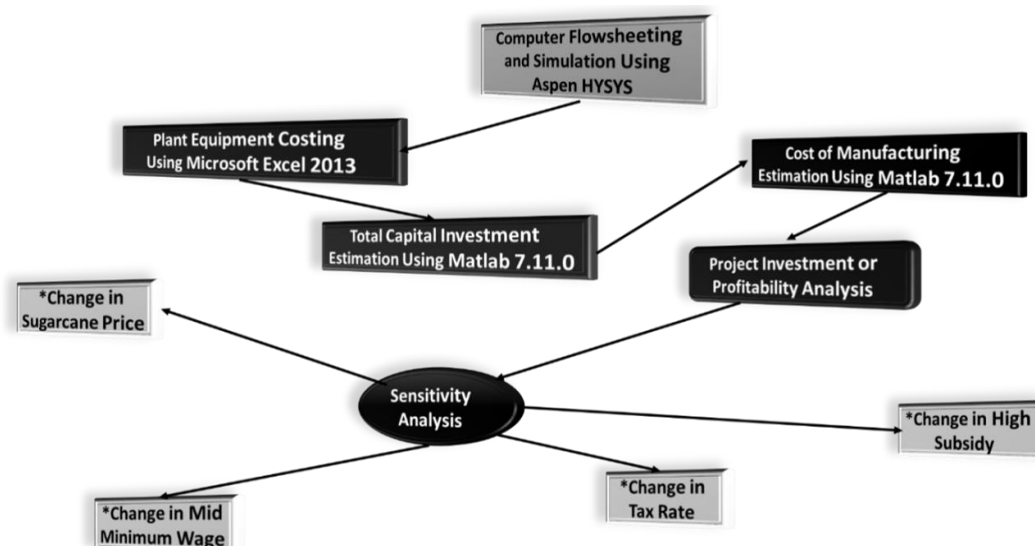 Computer Flowsheeting
and Simulation Using
Aspen HYSYS
Plant Equipment Costing
Using Microsoft Excel 2013
Cost of Manufacturing
Estimation Using Matlab 7.11.0
Total Capital Investment
Estimation Using Matlab 7.11.0
Project Investment or
Profitability Analysis
*Change in
Sugarcane Price
Sensitivity
Analysis
*Change in High
Subsidy
*Change in
Tax Rate
*Change in Mid
Minimum Wage